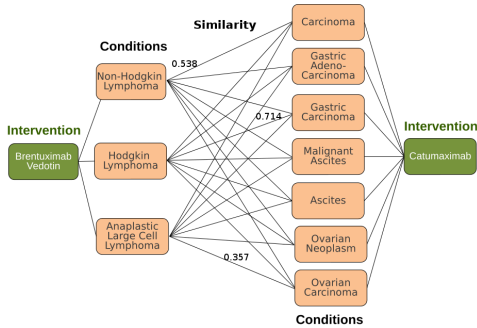 Similarity
Conditions
0.538
Non-Hodgkin
Lymphoma
Intervention
Brentuximab
Vedotin
Hodgkin
Lymphoma
Anaplastic
Large Cell
Lymphoma
0.714
0.357
Carcinoma
Gastric
Adeno-
Carcinoma
Gastric
Carcinoma
Malignant
Ascites
Ascites
Ovarian
Neoplasm
Ovarian
Carcinoma
Conditions
Intervention
Catumaximab